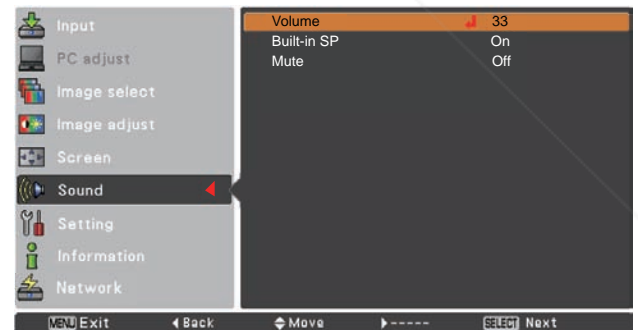 Input
PC adjust
Image select
Image adjust
Screen
Sound
Setting
Information
Network
Volume 33
Built-in SP On
Mute Off
MENU Exit Back Move ----- SELECT Next